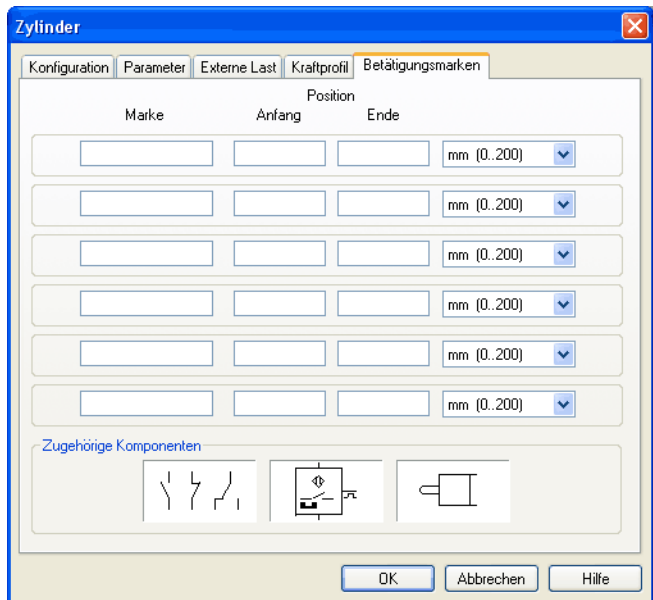 Zylinder
Konfiguration Parameter Externe Last Kraftprofil Betätigungsmarken
Position
Marke Anfang Ende
mm (0..200)
mm (0..200)
mm (0..200)
mm (0..200)
mm (0..200)
mm (0..200)
Zugehörige Komponenten
OK Abbrechen Hilfe